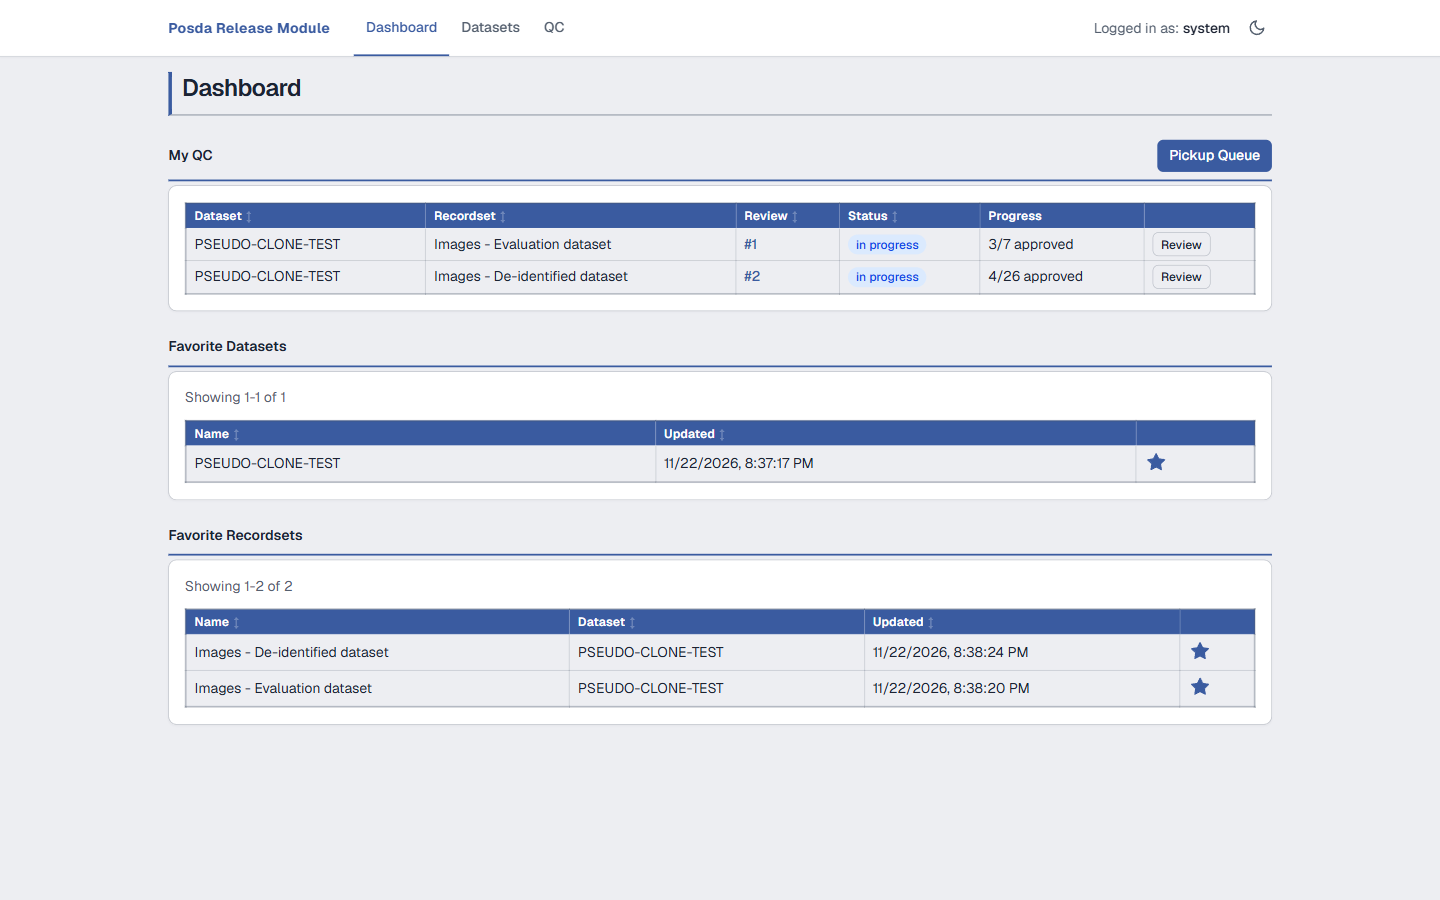 Posda Release Module Dashboard Datasets QC Logged in as: system
Dashboard
My QC Pickup Queue
Dataset Recordset Review Status Progress
PSEUDO-CLONE-TEST Images - Evaluation dataset #1 in progress 3/7 approved Review
PSEUDO-CLONE-TEST Images - De-identified dataset #2 in progress 4/26 approved Review
Favorite Datasets
Showing 1-1 of 1
Name Updated
PSEUDO-CLONE-TEST 11/22/2026, 8:37:17 PM
Favorite Recordsets
Showing 1-2 of 2
Name Dataset Updated
Images - De-identified dataset PSEUDO-CLONE-TEST 11/22/2026, 8:38:24 PM
Images - Evaluation dataset PSEUDO-CLONE-TEST 11/22/2026, 8:38:20 PM